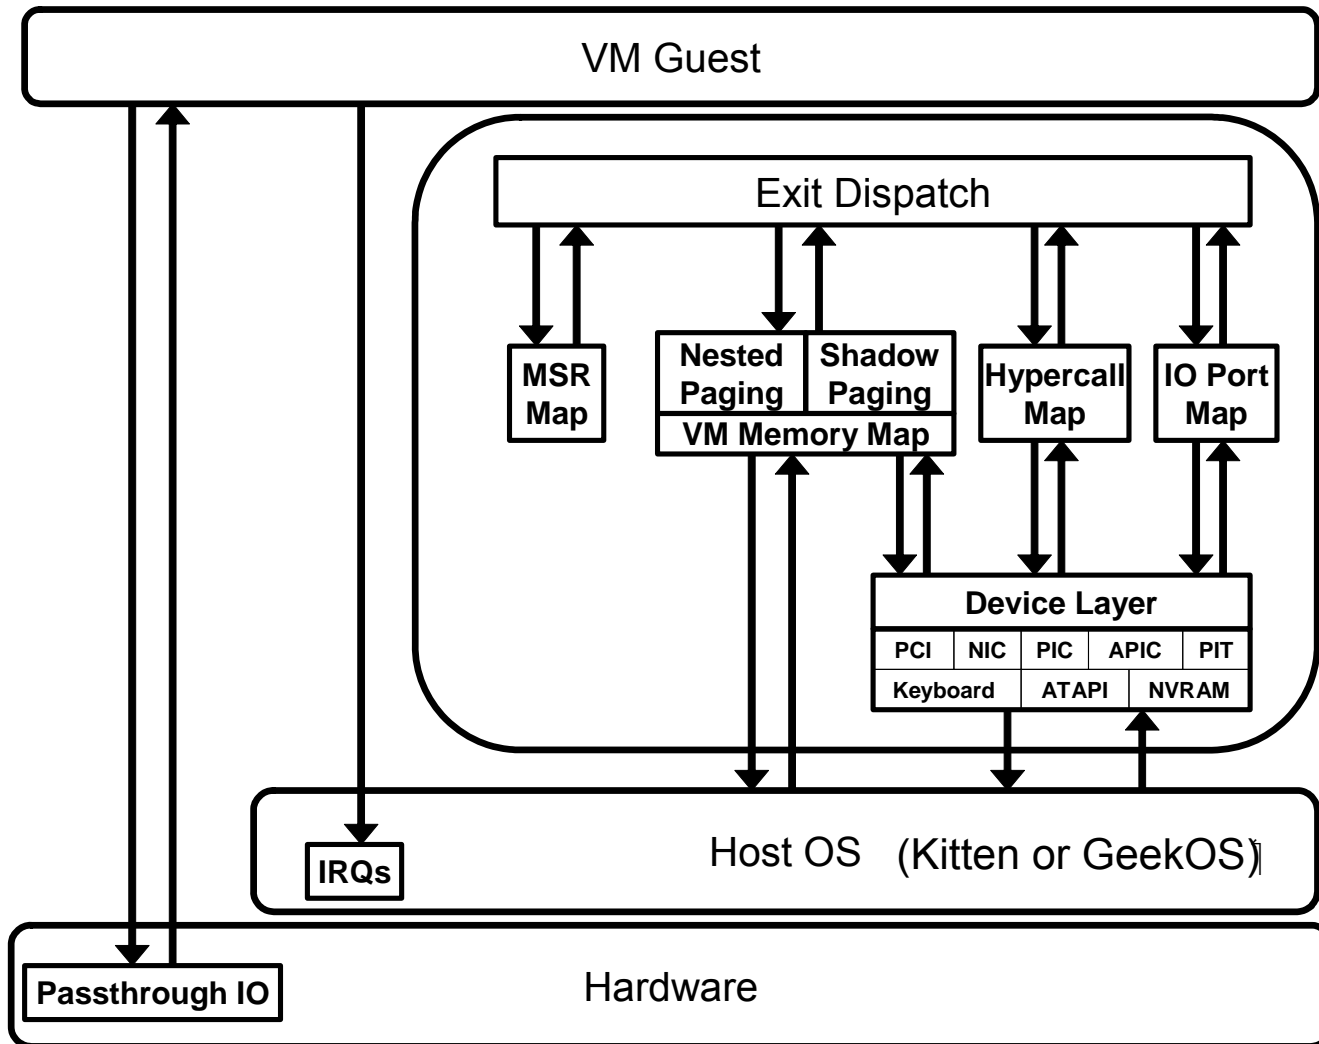 VM Guest
Exit Dispatch
MSR
Map
Nested
Paging
Shadow
Paging
VM Memory Map
Hypercall
Map
IO Port
Map
Device Layer
PCI NIC PIC APIC PIT
Keyboard ATAPI NVRAM
Host OS (Kitten or GeekOS)
IRQs
Passthrough IO
Hardware